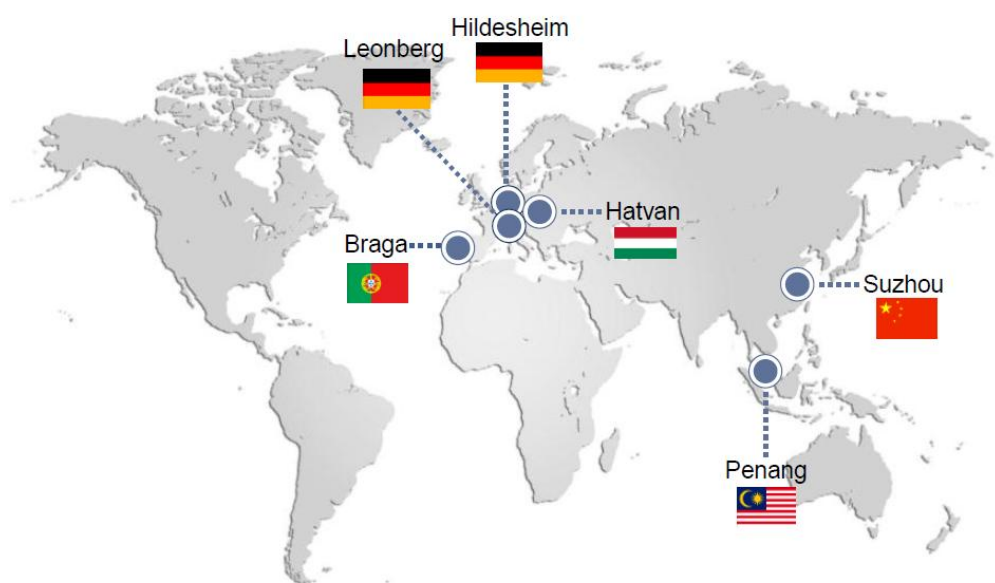 Hildesheim
Leonberg
Hatvan
Braga
Suzhou
Penang